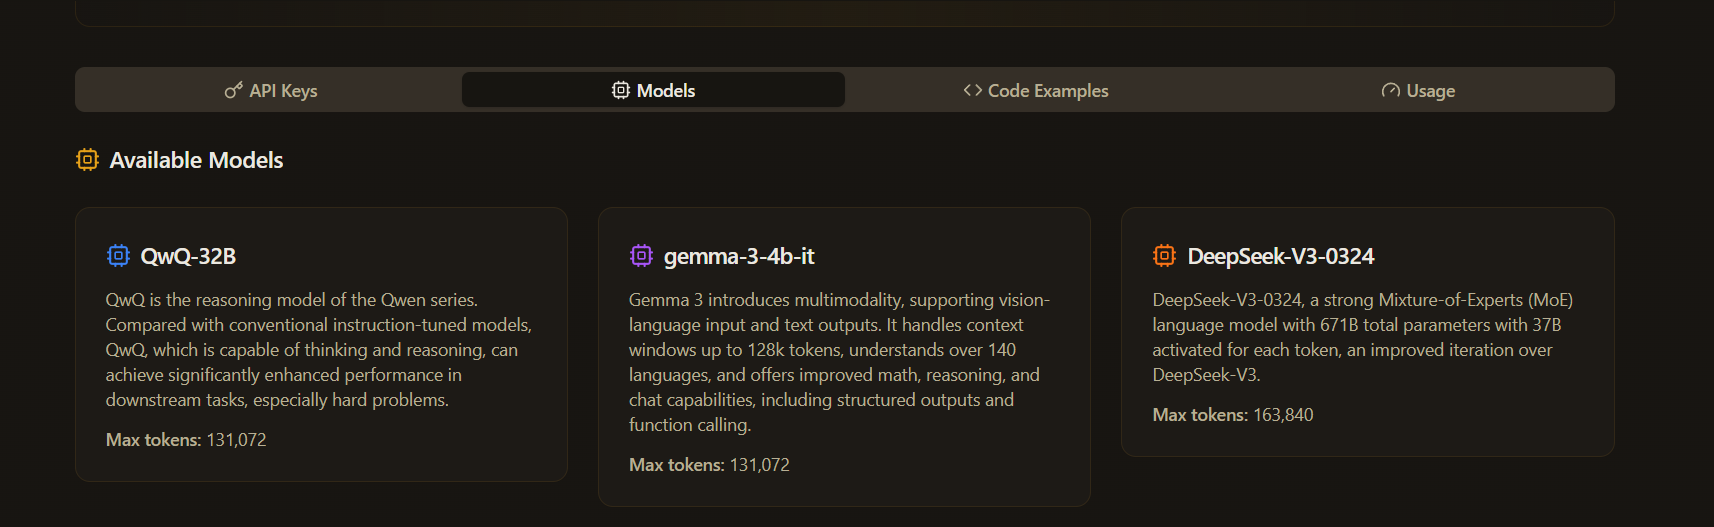 API Keys
Models
Code Examples
Usage
Available Models
QwQ-32B
QwQ is the reasoning model of the Qwen series.
Compared with conventional instruction-tuned models,
QwQ, which is capable of thinking and reasoning, can
achieve significantly enhanced performance in
downstream tasks, especially hard problems.
Max tokens: 131,072
gemma-3-4b-it
Gemma 3 introduces multimodality, supporting vision-
language input and text outputs. It handles context
windows up to 128k tokens, understands over 140
languages, and offers improved math, reasoning, and
chat capabilities, including structured outputs and
function calling.
Max tokens: 131,072
DeepSeek-V3-0324
DeepSeek-V3-0324, a strong Mixture-of-Experts (MoE)
language model with 671B total parameters with 37B
activated for each token, an improved iteration over
DeepSeek-V3.
Max tokens: 163,840